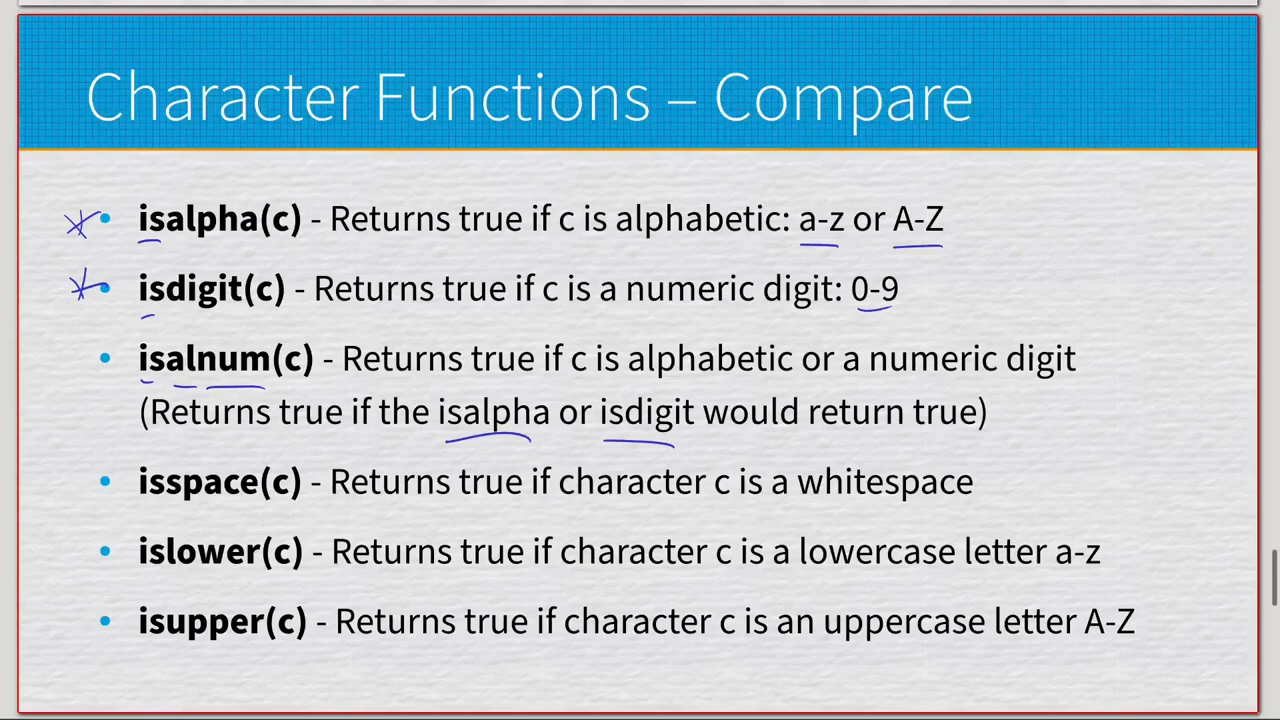 Character Functions – Compare
• isalpha(c) - Returns true if c is alphabetic: a-z or A-Z
• isdigit(c) - Returns true if c is a numeric digit: 0-9
• isalnum(c) - Returns true if c is alphabetic or a numeric digit
(Returns true if the isalpha or isdigit would return true)
• isspace(c) - Returns true if character c is a whitespace
• islower(c) - Returns true if character c is a lowercase letter a-z
• isupper(c) - Returns true if character c is an uppercase letter A-Z